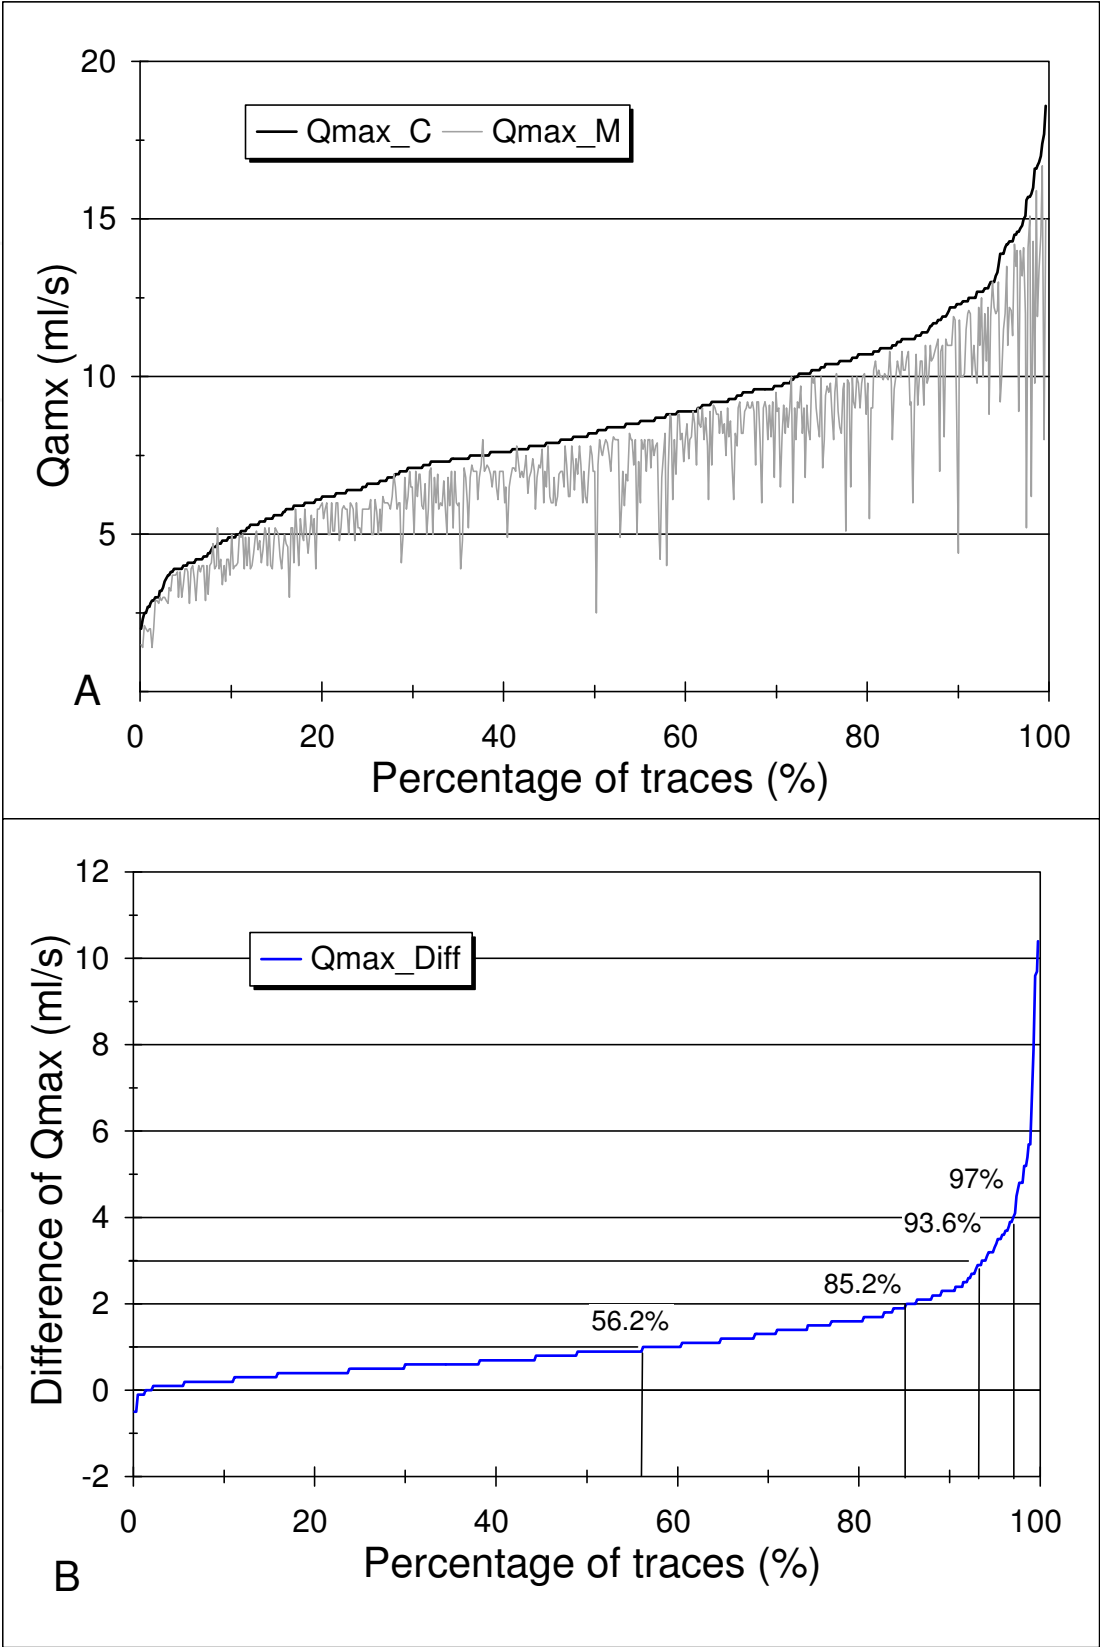 20
Qmax_C Qmax_M
15
10
5
Qamx (ml/s)
A
0 20 40 60 80 100
Percentage of traces (%)
12
Qmax_Diff
10
8
6
97%
4
93.6%
85.2%
2
56.2%
0
-2
Difference of Qmax (ml/s)
0 20 40 60 80 100
Percentage of traces (%)
B